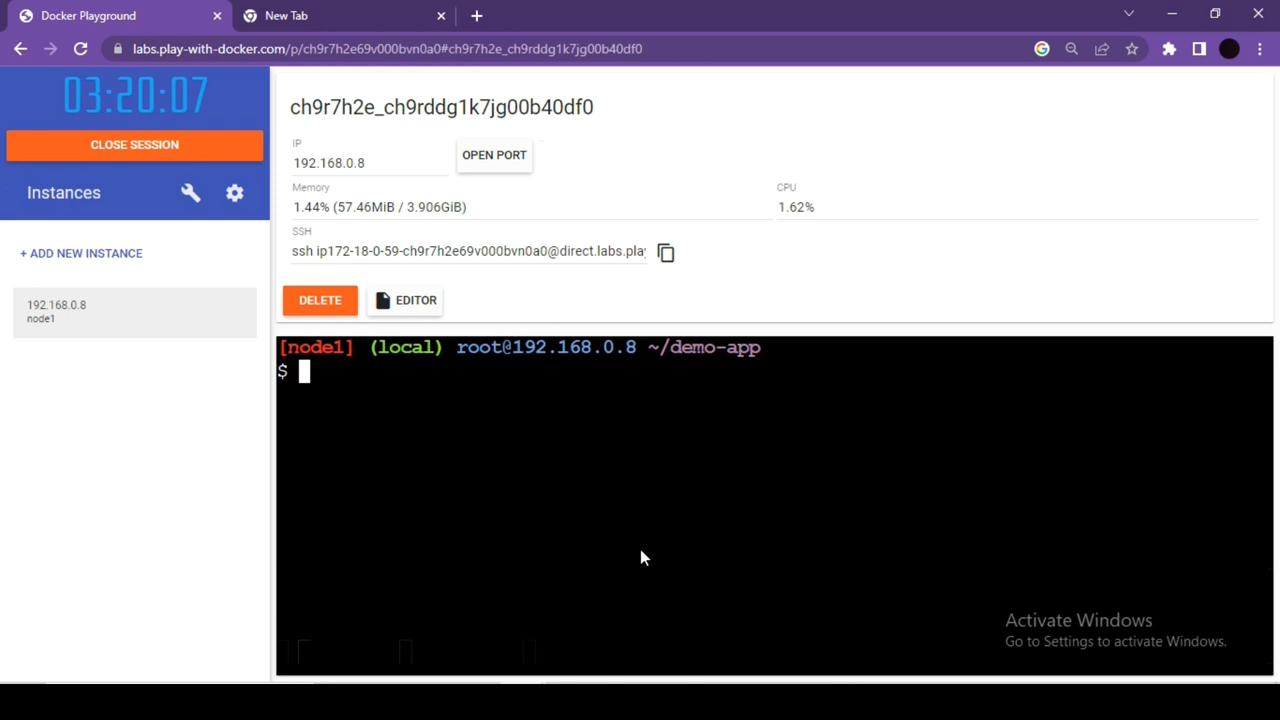 Docker Playground
New Tab
labs.play-with-docker.com/p/ch9r7h2e69v000bvn0a0#ch9r7h2e_ch9rddg1k7jg00b40df0
03:20:07
CLOSE SESSION
Instances
+ ADD NEW INSTANCE
192.168.0.8
node1
ch9r7h2e_ch9rddg1k7jg00b40df0
IP
192.168.0.8
OPEN PORT
Memory
1.44% (57.46MiB / 3.906GiB)
CPU
1.62%
SSH
ssh ip172-18-0-59-ch9r7h2e69v000bvn0a0@direct.labs.pla
DELETE
EDITOR
[node1] (local) root@192.168.0.8 ~/demo-app
$
Activate Windows
Go to Settings to activate Windows.